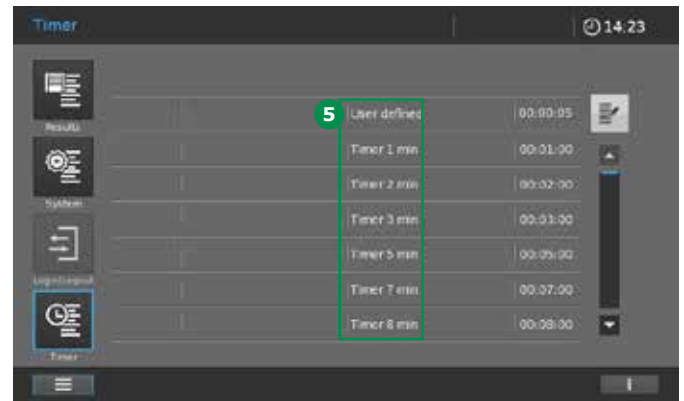 Timer 14:23
Results
5 User defined 00:00:05
Timer 1 min 00:01:00
System
Timer 2 min 00:02:00
Timer 3 min 00:03:00
Timer 5 min 00:05:00
Login/Logout
Timer 7 min 00:07:00
Timer 8 min 00:08:00
Timer